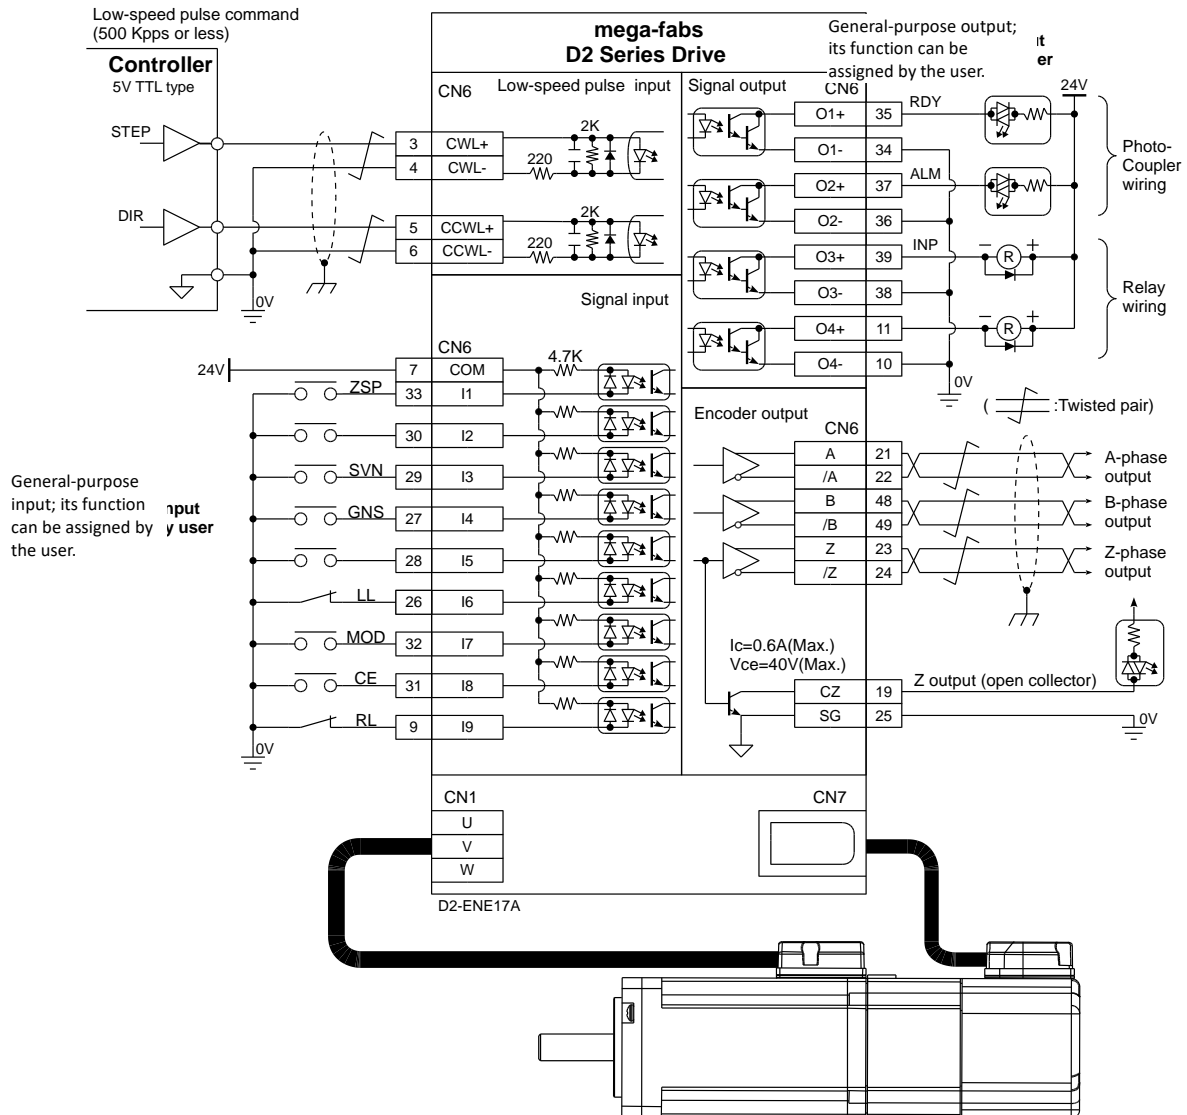 Low-speed pulse command
(500 Kpps or less)
Controller
5V TTL type
STEP
DIR
0V
mega-fabs
D2 Series Drive
General-purpose output;
its function can be
assigned by the user.
er
CN6
Low-speed pulse input
3 CWL+
4 CWL-
2K
220
5 CCWL+
6 CCWL-
2K
220
Signal output
CN6
O1+ 35 RDY
O1- 34
O2+ 37 ALM
O2- 36
O3+ 39 INP
O3- 38
O4+ 11
O4- 10
24V
Photo-
Coupler
wiring
− R +
− R +
Relay
wiring
0V
Signal input
CN6
24V 7 COM 4.7K
ZSP 33 I1
30 I2
SVN 29 I3
GNS 27 I4
28 I5
LL 26 I6
MOD 32 I7
CE 31 I8
RL 9 I9
0V
General-purpose
input; its function
can be assigned by
the user.
nput
y user
( :Twisted pair)
Encoder output
CN6
A 21
/A 22
B 48
/B 49
Z 23
/Z 24
A-phase
output
B-phase
output
Z-phase
output
Ic=0.6A(Max.)
Vce=40V(Max.)
CZ 19 Z output (open collector)
SG 25
0V
CN1
U
V
W
CN7
D2-ENE17A